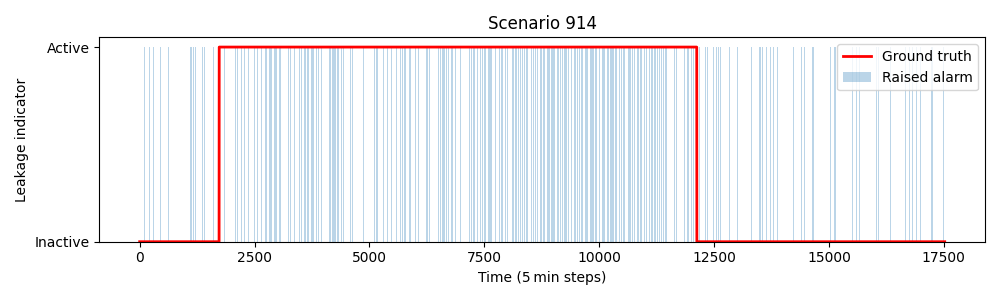 Scenario 914
Leakage indicator
Active
Inactive
Ground truth
Raised alarm
0 2500 5000 7500 10000 12500 15000 17500
Time (5 min steps)